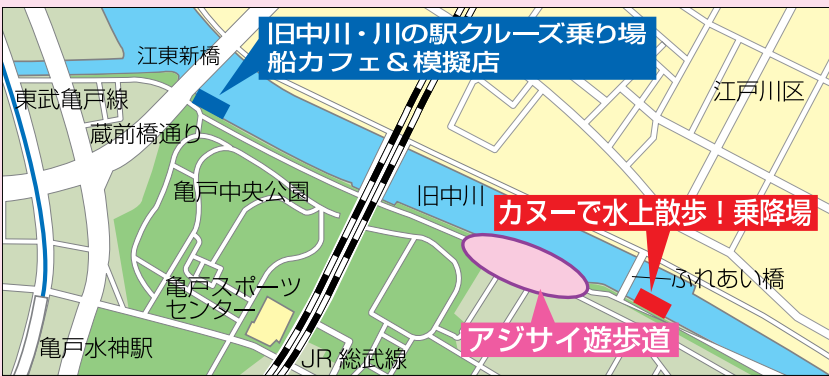 旧中川・川の駅クルーズ乗り場
船カフェ＆模擬店
江東新橋
東武亀戸線
蔵前橋通り
江戸川区
亀戸中央公園
旧中川
カヌーで水上散歩！乗降場
ふれあい橋
亀戸スポーツ
センター
アジサイ遊歩道
亀戸水神駅
JR総武線